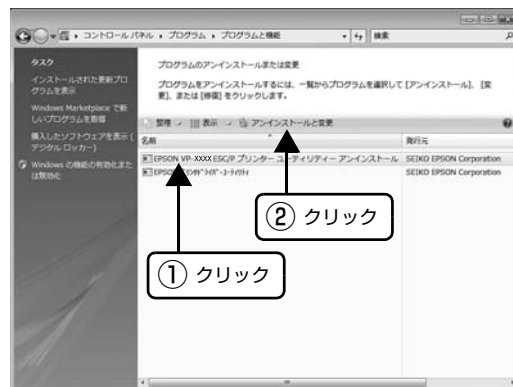 コントロール パネル ▸ プログラム ▸ プログラムと機能
検索
タスク
インストールされた更新プロ
グラムを表示
Windows Marketplace で新
しいプログラムを取得
購入したソフトウェアを表示 (
デジタル ロッカー)
Windows の機能の有効化また
は無効化
プログラムのアンインストールまたは変更
プログラムをアンインストールするには、一覧からプログラムを選択して [アンインストール]、[変
更]、または [修復] をクリックします。
整理 表示 アンインストールと変更
名前 発行元
EPSON VP-XXXX ESC/P プリンター ユーティリティー アンインストール SEIKO EPSON Corporation
SEIKO EPSON Corporation
② クリック
① クリック